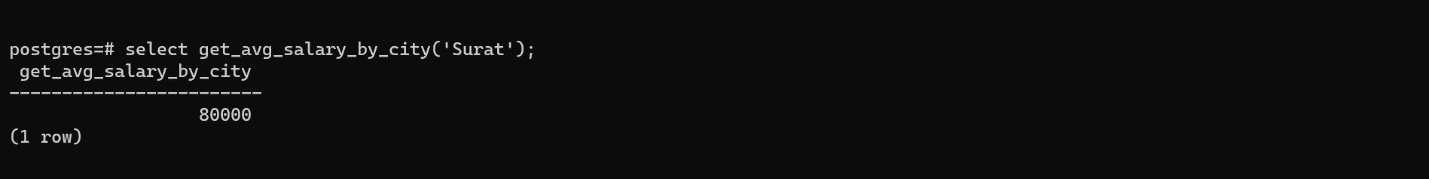 postgres=# select get_avg_salary_by_city('Surat');
 get_avg_salary_by_city
------------------------
                  80000
(1 row)